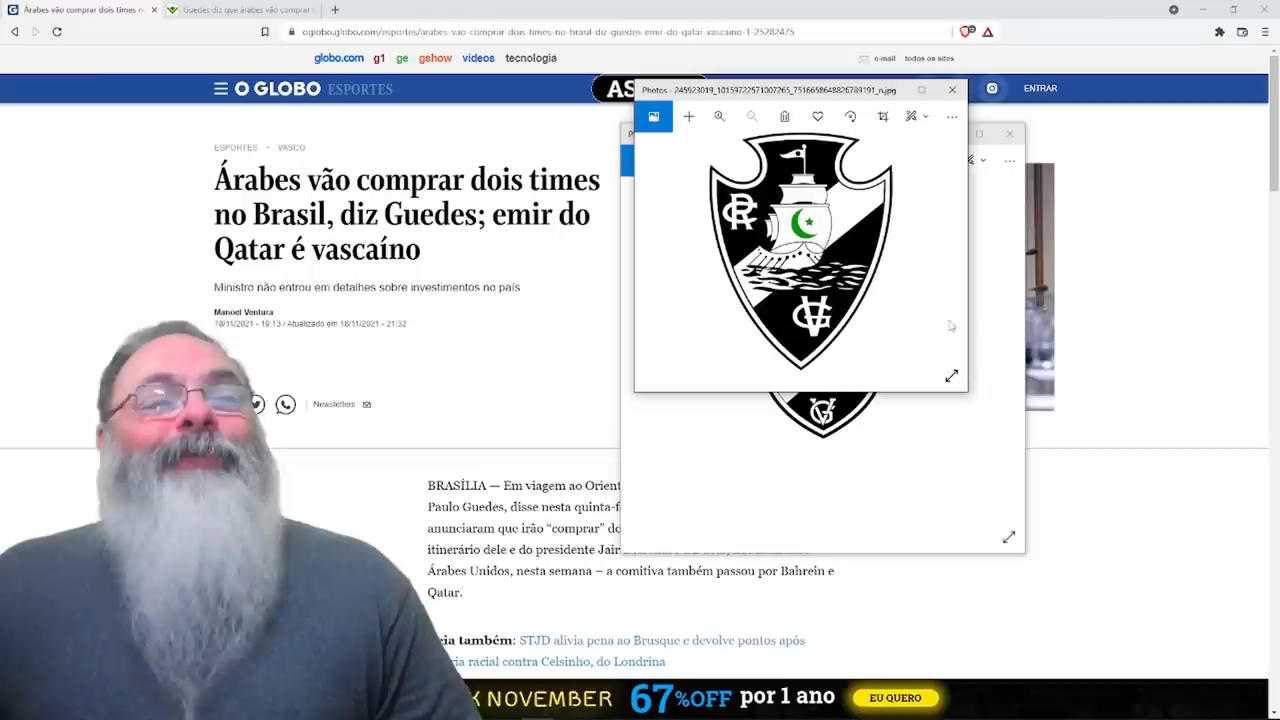 Árabes vão comprar dois times n
Guedes diz que árabes vão comprar t
oglobo.globo.com/esportes/arabes-vao-comprar-dois-times-no-brasil-diz-guedes-emir-do-qatar-vascaino-1-25282475
globo.com g1 ge gshow videos tecnologia
e-mail todos os sites
O GLOBO ESPORTES
AS
ENTRAR
Photos - 245923019_10159722571007265_7516658648826789191_n.jpg
ESPORTES • VASCO
Árabes vão comprar dois times
no Brasil, diz Guedes; emir do
Qatar é vascaíno
Ministro não entrou em detalhes sobre investimentos no país
Manoel Ventura
18/11/2021 - 19:13 / Atualizado em 18/11/2021 - 21:32
Newsletters
BRASÍLIA — Em viagem ao Orient
Paulo Guedes, disse nesta quinta-f
anunciaram que irão “comprar” do
itinerário dele e do presidente Jair
Árabes Unidos, nesta semana – a comitiva também passou por Bahrein e
Qatar.
ia também: STJD alivia pena ao Brusque e devolve pontos após
ria racial contra Celsinho, do Londrina
K NOVEMBER 67%OFF por 1 ano EU QUERO